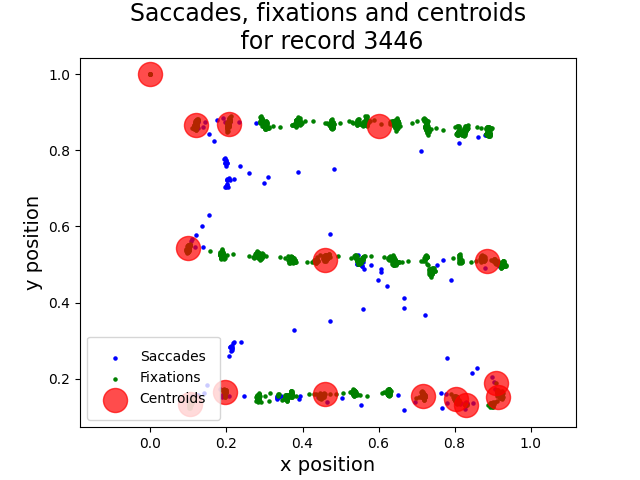 Saccades, fixations and centroids
for record 3446
1.0
0.8
0.6
0.4
0.2
y position
Saccades
Fixations
Centroids
0.0 0.2 0.4 0.6 0.8 1.0
x position